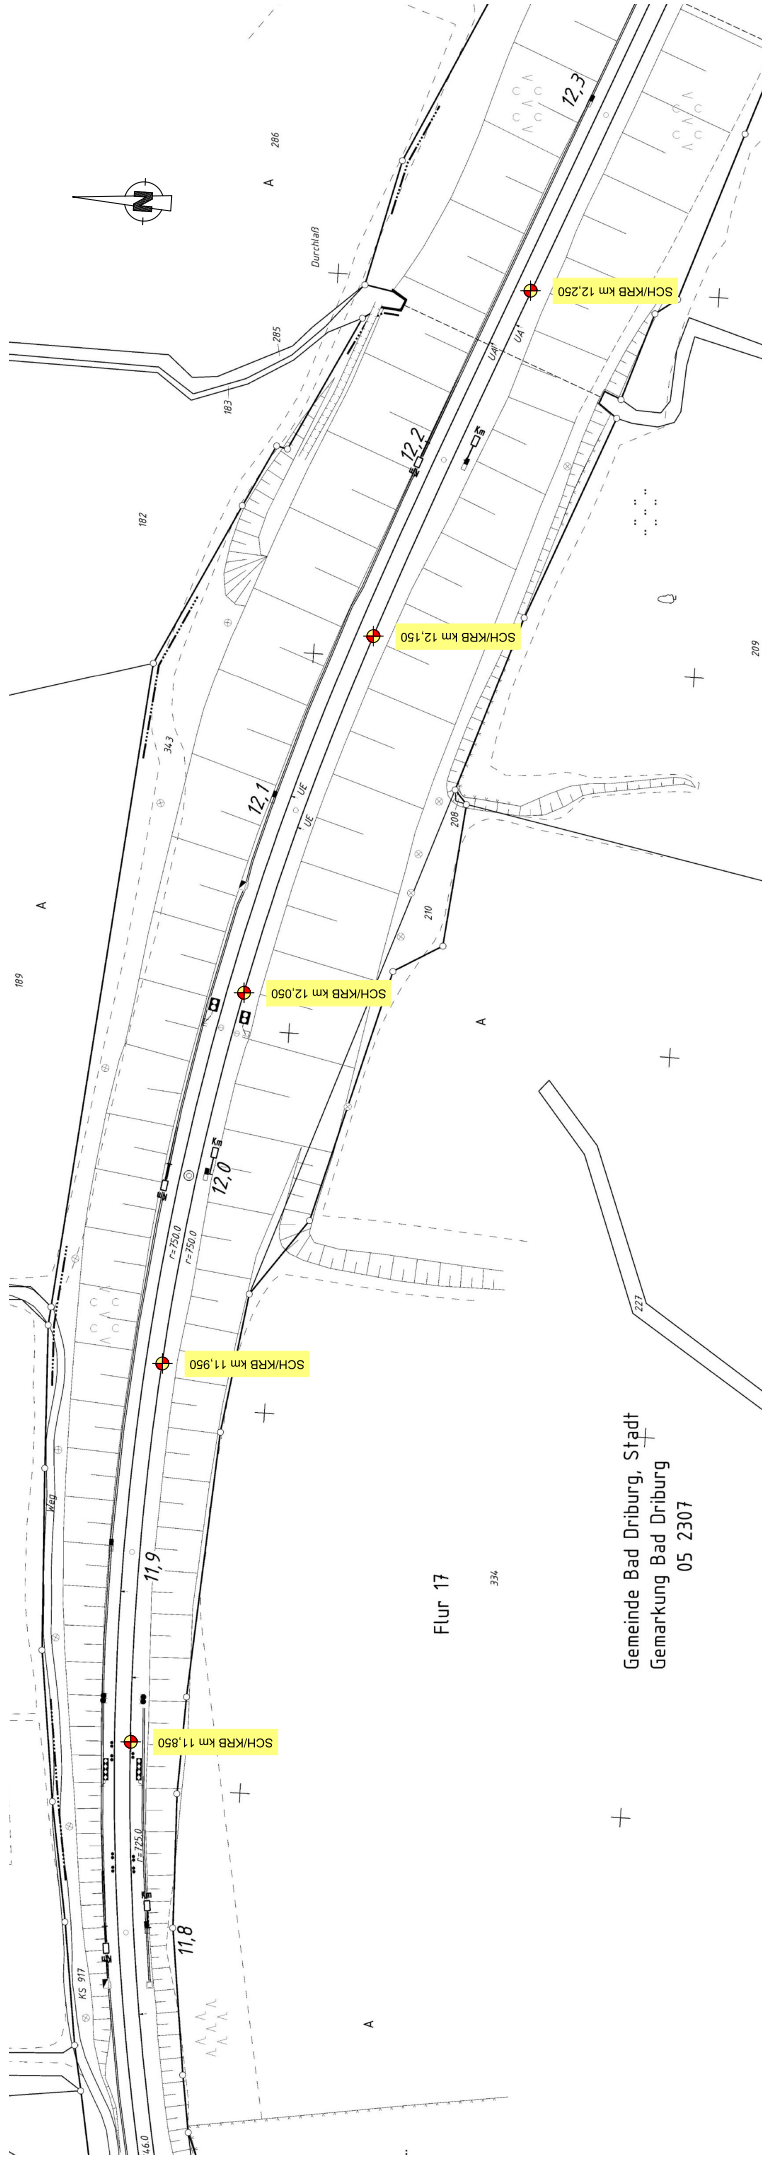 12,3
286
A
N
Durchlaß
SCH/KRB km 12,250
285
UA
UA
183
12,2
Km
182
SCH/KRB km 12,150
209
343
12,1
UE
UE
208
A
210
189
SCH/KRB km 12,050
A
Km
12,0
r=750.0
r=750.0
227
SCH/KRB km 11,950
Weg
11,9
Flur 17
334
Gemeinde Bad Driburg, Stadt
Gemarkung Bad Driburg
05 2307
SCH/KRB km 11,850
r=725.0
Km
11,8
KS 917
A
46.0